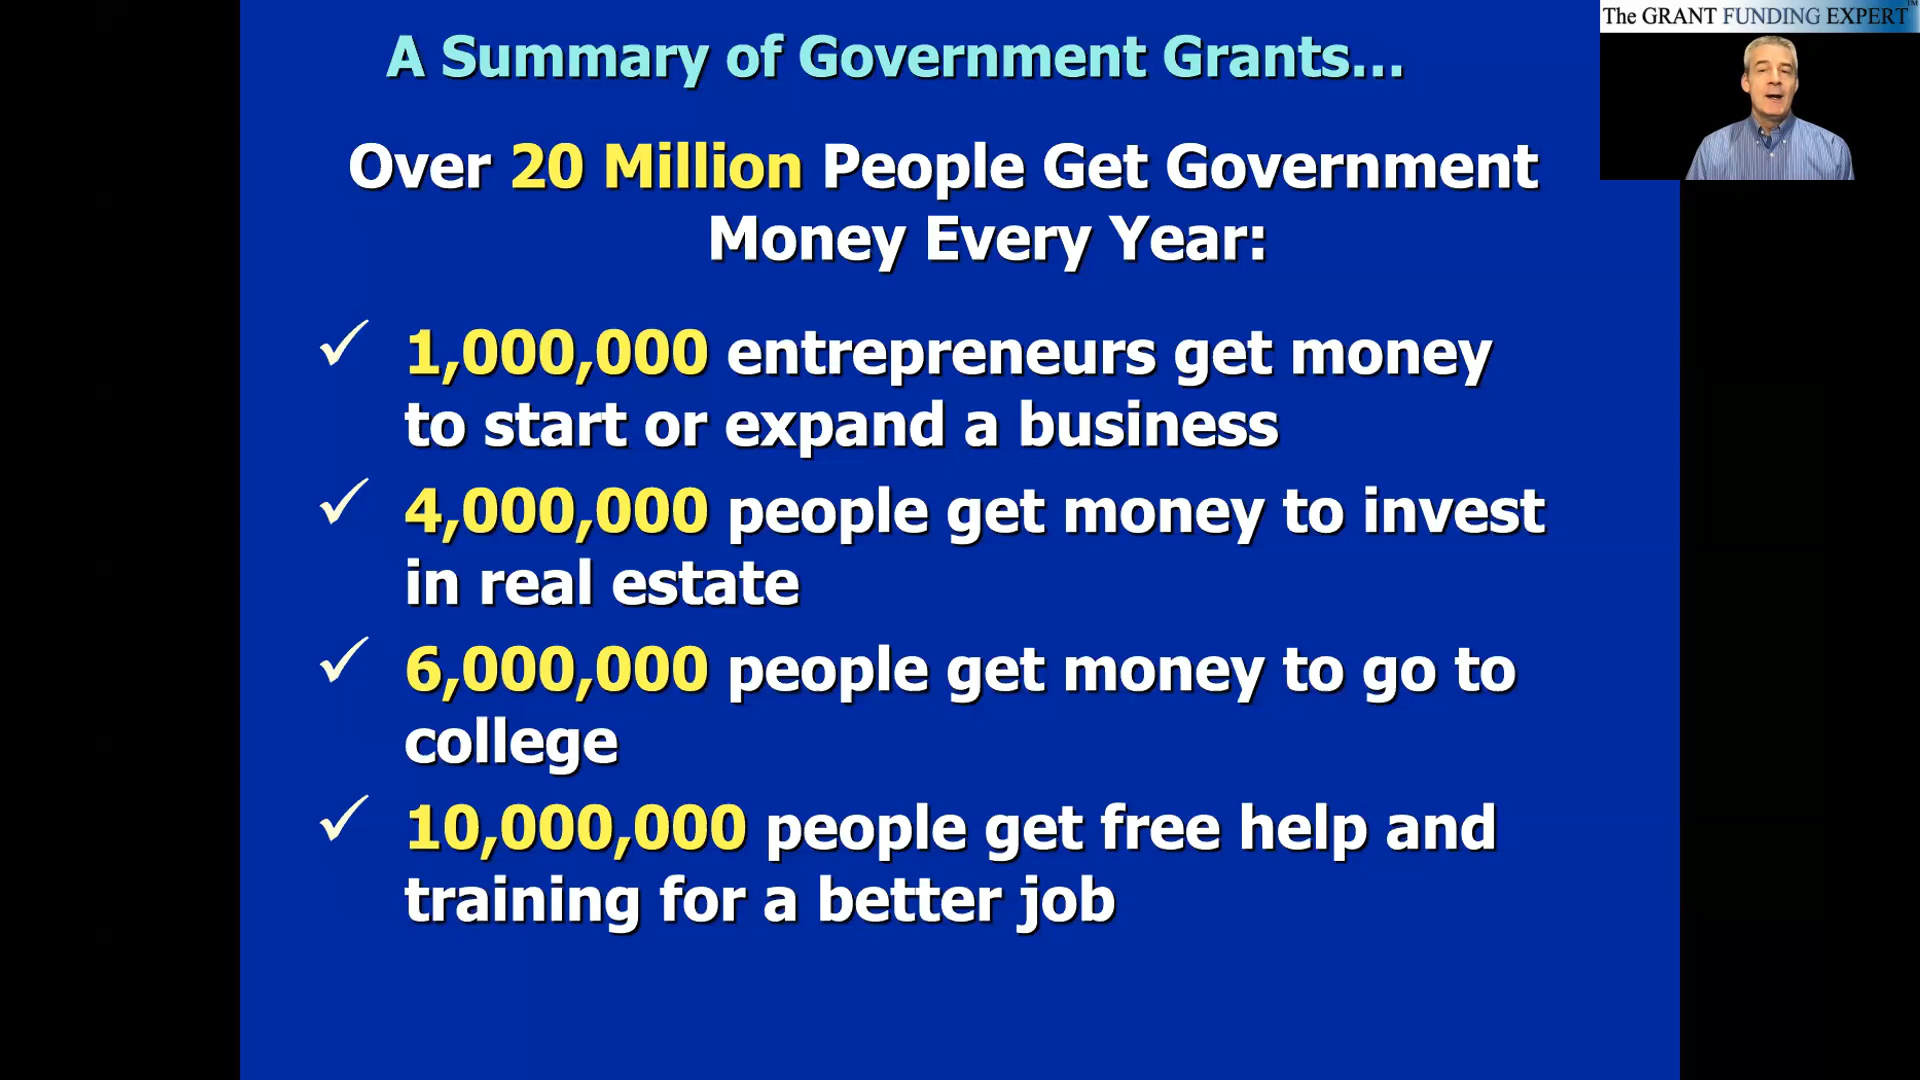 The GRANT FUNDING EXPERT™
A Summary of Government Grants...
Over 20 Million People Get Government
Money Every Year:
✓ 1,000,000 entrepreneurs get money
to start or expand a business
✓ 4,000,000 people get money to invest
in real estate
✓ 6,000,000 people get money to go to
college
✓ 10,000,000 people get free help and
training for a better job